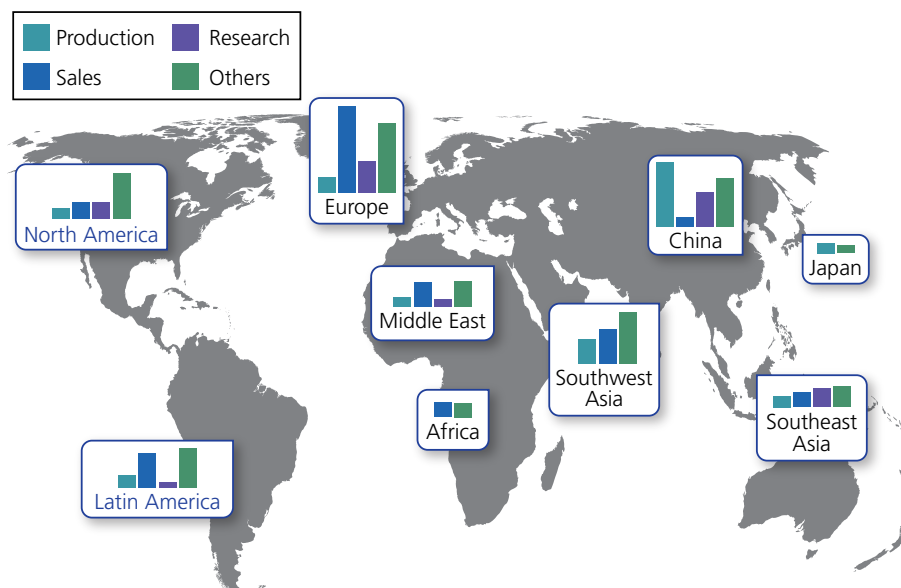 Production
Research
Sales
Others
Europe
North America
China
Japan
Middle East
Southwest
Asia
Africa
Southeast
Asia
Latin America